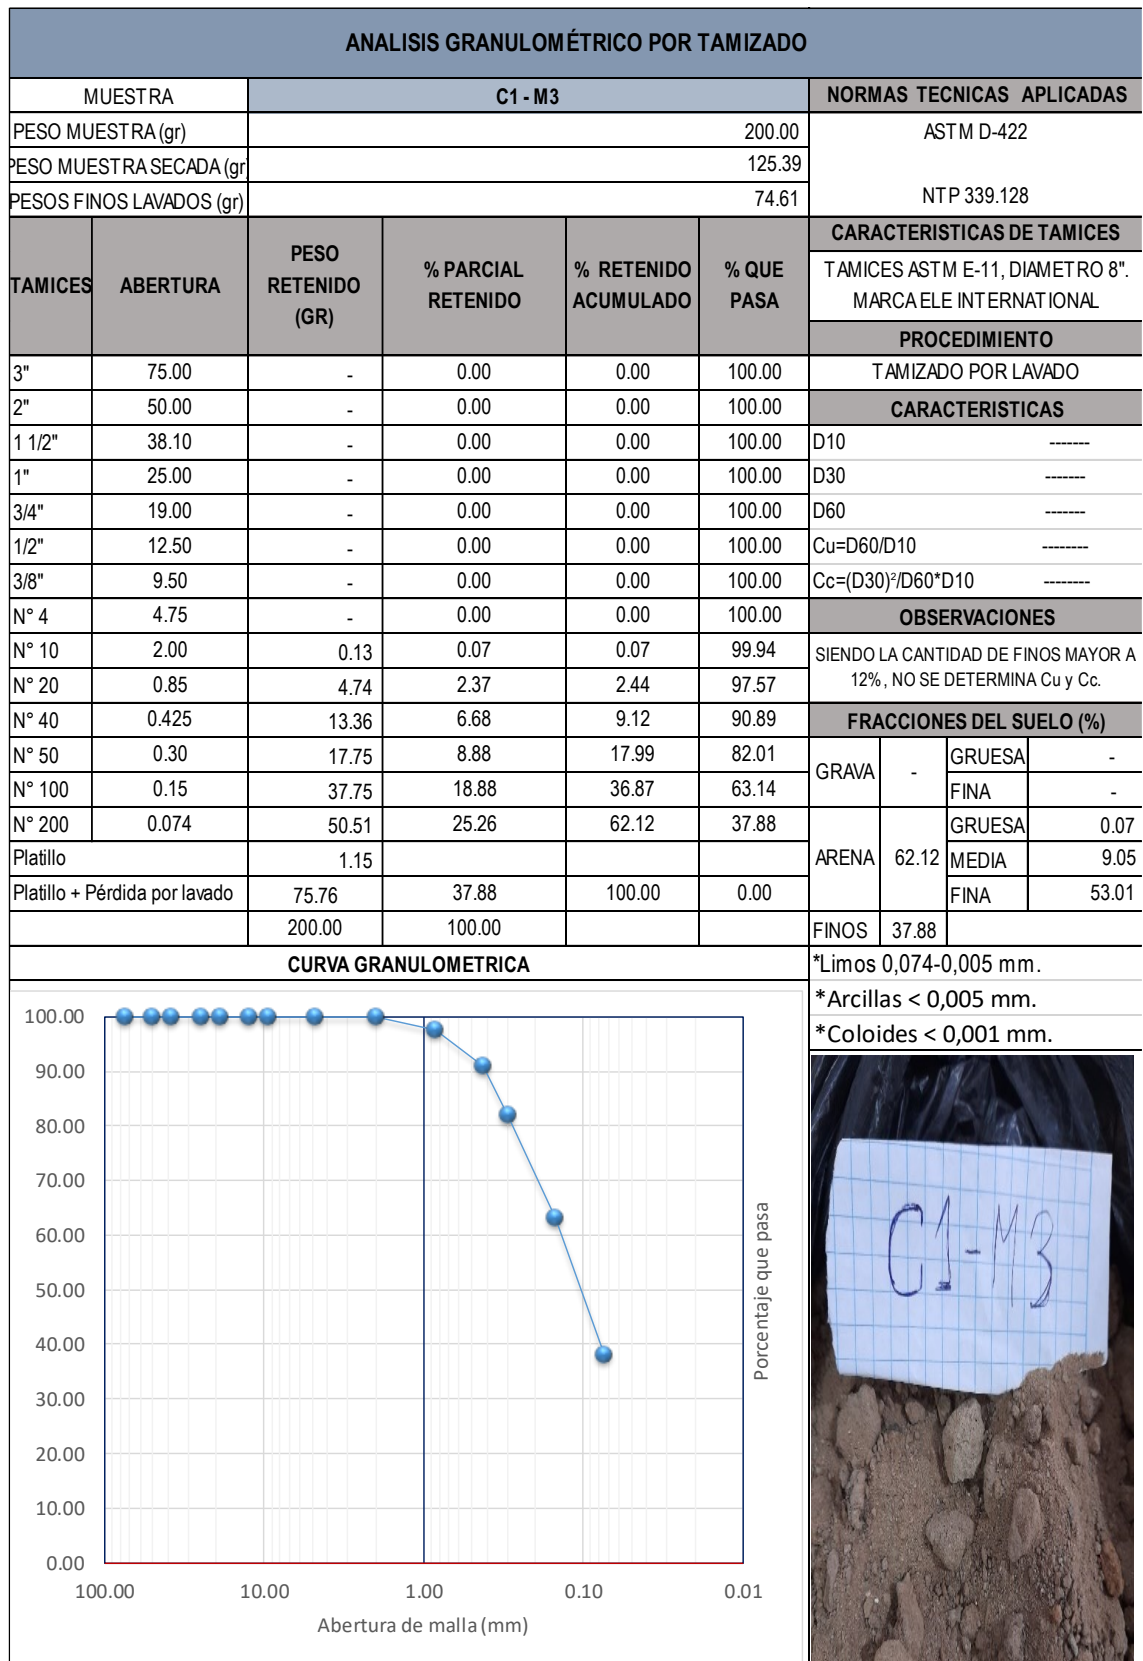 ANALISIS GRANULOMÉTRICO POR TAMIZADO
MUESTRA C1 - M3 NORMAS TECNICAS APLICADAS
PESO MUESTRA (gr) 200.00 ASTM D-422
PESO MUESTRA SECADA (gr) 125.39
PESOS FINOS LAVADOS (gr) 74.61 NTP 339.128
TAMICES ABERTURA PESO RETENIDO (GR) % PARCIAL RETENIDO % RETENIDO ACUMULADO % QUE PASA
CARACTERISTICAS DE TAMICES
TAMICES ASTM E-11, DIAMETRO 8".
MARCA ELE INTERNATIONAL
PROCEDIMIENTO
3" 75.00 - 0.00 0.00 100.00 TAMIZADO POR LAVADO
2" 50.00 - 0.00 0.00 100.00 CARACTERISTICAS
1 1/2" 38.10 - 0.00 0.00 100.00 D10 -------
1" 25.00 - 0.00 0.00 100.00 D30 -------
3/4" 19.00 - 0.00 0.00 100.00 D60 -------
1/2" 12.50 - 0.00 0.00 100.00 Cu=D60/D10 --------
3/8" 9.50 - 0.00 0.00 100.00 Cc=(D30)²/D60*D10 --------
N° 4 4.75 - 0.00 0.00 100.00 OBSERVACIONES
N° 10 2.00 0.13 0.07 0.07 99.94 SIENDO LA CANTIDAD DE FINOS MAYOR A
N° 20 0.85 4.74 2.37 2.44 97.57 12%, NO SE DETERMINA Cu y Cc.
N° 40 0.425 13.36 6.68 9.12 90.89 FRACCIONES DEL SUELO (%)
N° 50 0.30 17.75 8.88 17.99 82.01 GRAVA - GRUESA -
N° 100 0.15 37.75 18.88 36.87 63.14 FINA -
N° 200 0.074 50.51 25.26 62.12 37.88 GRUESA 0.07
Platillo 1.15 ARENA 62.12 MEDIA 9.05
Platillo + Pérdida por lavado 75.76 37.88 100.00 0.00 FINA 53.01
200.00 100.00 FINOS 37.88
CURVA GRANULOMETRICA *Limos 0,074-0,005 mm.
*Arcillas < 0,005 mm.
*Coloides < 0,001 mm.
100.00
90.00
80.00
70.00
60.00
50.00
40.00
30.00
20.00
10.00
0.00
100.00 10.00 1.00 0.10 0.01
Abertura de malla (mm)
Porcentaje que pasa
C1-M3